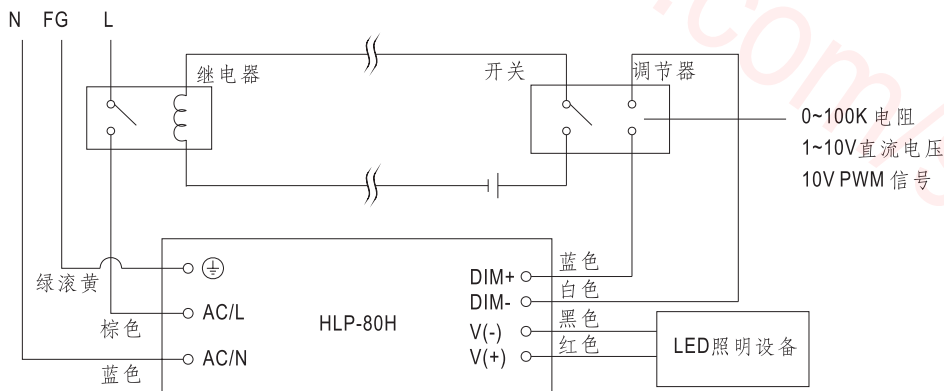 N FG L
继电器
开关
调节器
0~100K 电阻
1~10V直流电压
10V PWM 信号
绿滚黄
棕色
蓝色
AC/L
AC/N
HLP-80H
DIM+
DIM-
V(-)
V(+)
蓝色
白色
黑色
红色
LED照明设备
.com/